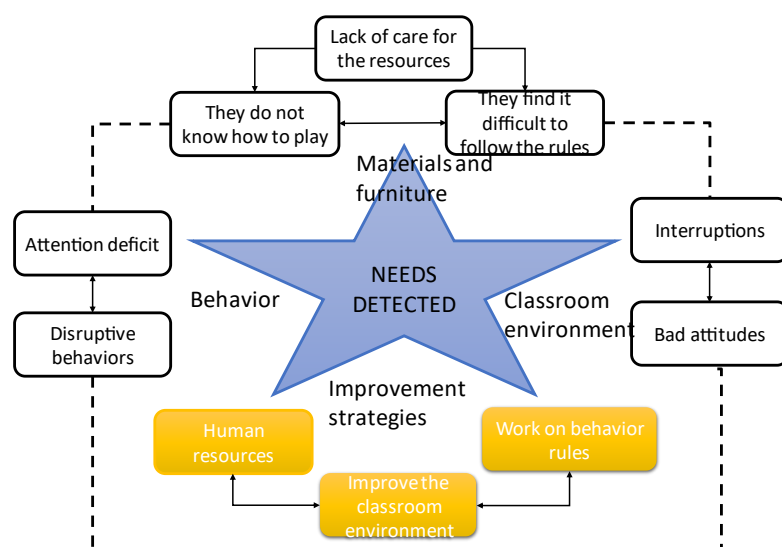 Lack of care for
the resources
They do not
know how to play
They find it
difficult to
follow the rules
Materials and
furniture
Attention deficit
Interruptions
NEEDS
DETECTED
Behavior
Classroom
environment
Disruptive
behaviors
Bad attitudes
Improvement
strategies
Human
resources
Work on behavior
rules
Improve the
classroom
environment